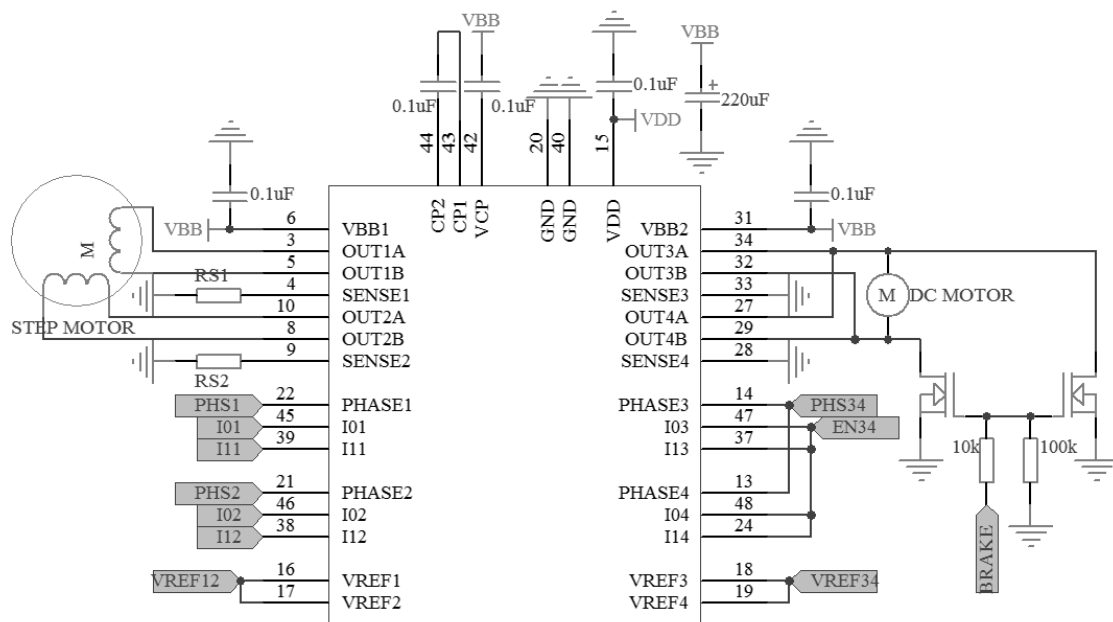 VBB
VBB
0.1uF
0.1uF
0.1uF
220uF
+
VDD
44
43
42
20
40
15
0.1uF
0.1uF
CP2
CP1
VCP
GND
GND
VDD
VBB
6
VBB1
VBB2
31
VBB
3
OUT1A
OUT3A
34
M
5
OUT1B
OUT3B
32
RS1
4
SENSE1
SENSE3
33
M
DC MOTOR
10
OUT2A
OUT4A
27
STEP MOTOR
8
OUT2B
OUT4B
29
9
SENSE2
SENSE4
28
RS2
PHS1
22
PHASE1
PHASE3
14
PHS34
I01
45
I01
I03
47
EN34
I11
39
I11
I13
37
10k
100k
PHS2
21
PHASE2
PHASE4
13
I02
46
I02
I04
48
I12
38
I12
I14
24
BRAKE
VREF12
16
VREF1
VREF3
18
VREF34
17
VREF2
VREF4
19